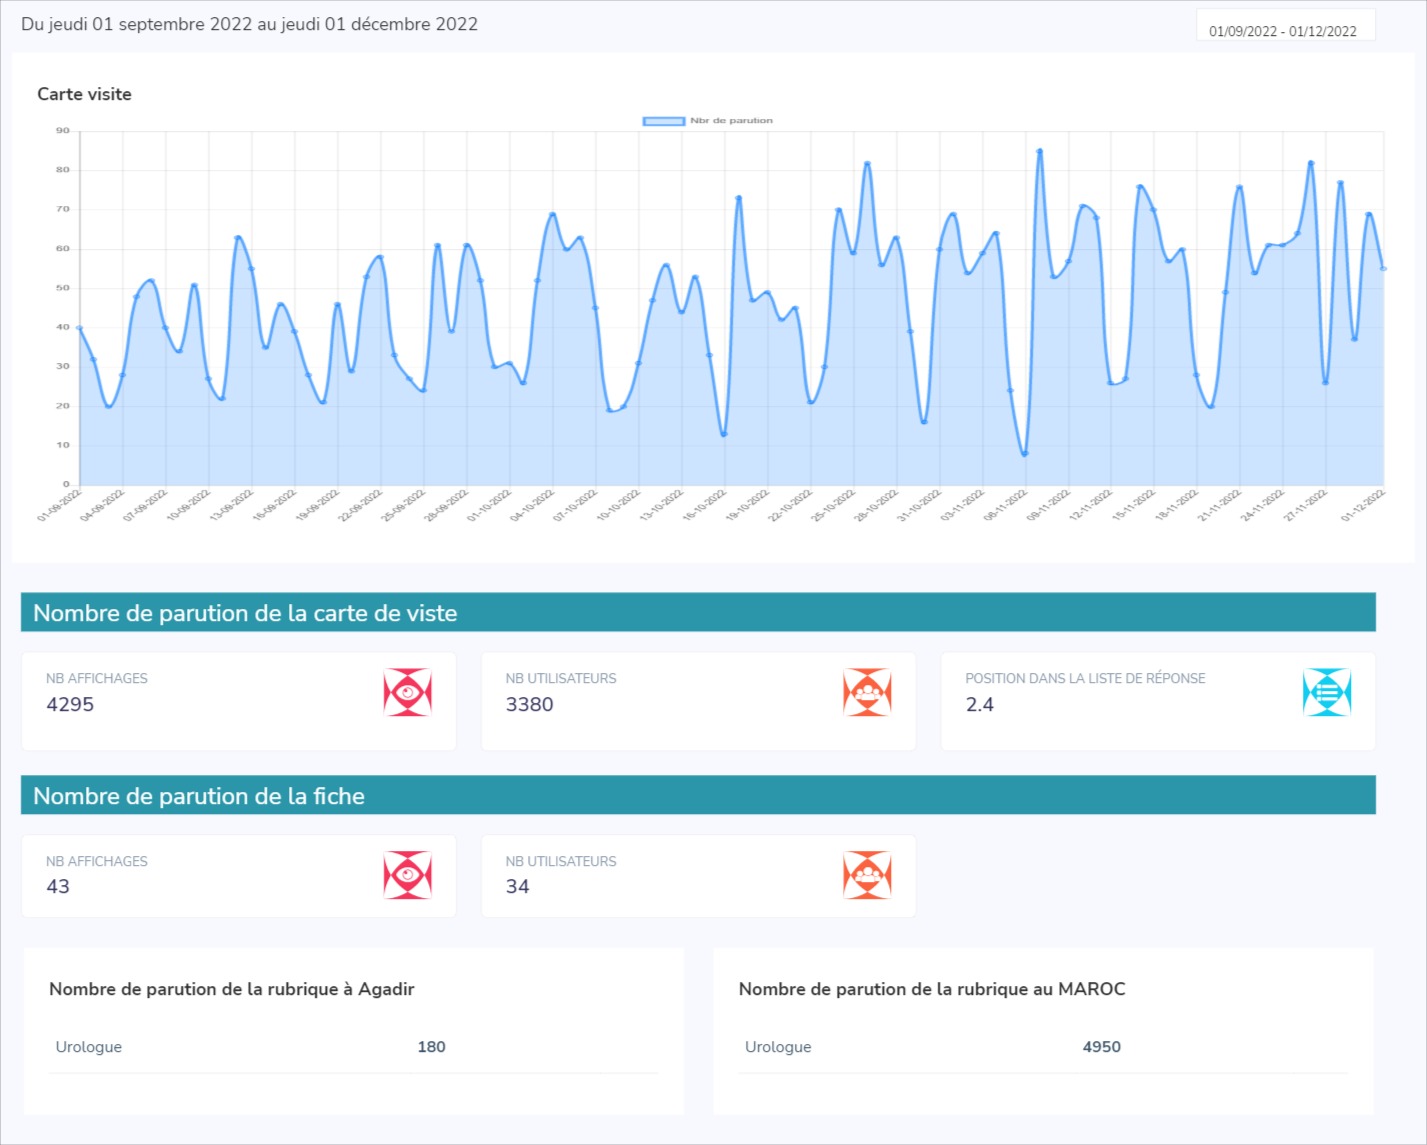 Du jeudi 01 septembre 2022 au jeudi 01 décembre 2022
01/09/2022 - 01/12/2022
Carte visite
Nbr de parution
90
80
70
60
50
40
30
20
10
0
01-09-2022 04-09-2022 07-09-2022 10-09-2022 13-09-2022 16-09-2022 19-09-2022 22-09-2022 25-09-2022 28-09-2022 01-10-2022 04-10-2022 07-10-2022 10-10-2022 13-10-2022 16-10-2022 19-10-2022 22-10-2022 25-10-2022 28-10-2022 31-10-2022 03-11-2022 06-11-2022 09-11-2022 12-11-2022 15-11-2022 18-11-2022 21-11-2022 24-11-2022 27-11-2022 01-12-2022
Nombre de parution de la carte de viste
NB AFFICHAGES NB UTILISATEURS POSITION DANS LA LISTE DE RÉPONSE
4295 3380 2.4
Nombre de parution de la fiche
NB AFFICHAGES NB UTILISATEURS
43 34
Nombre de parution de la rubrique à Agadir
Urologue 180
Nombre de parution de la rubrique au MAROC
Urologue 4950